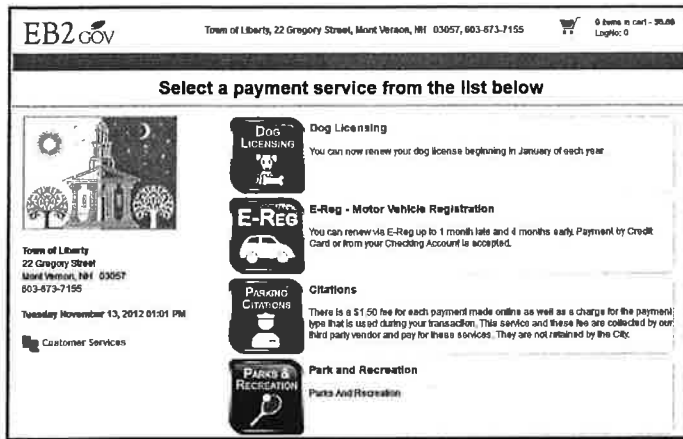 EB2GOV
Town of Liberty, 22 Gregory Street, Mont Vernon, NH 03057, 603-673-7155
0 items in cart - $0.00
LogNo: 0
Select a payment service from the list below
DOG
LICENSING
Dog Licensing
You can now renew your dog license beginning in January of each year
E-REG
E-Reg - Motor Vehicle Registration
You can renew via E-Reg up to 1 month late and 4 months early. Payment by Credit
Card or from your Checking Account is accepted.
Town of Liberty
22 Gregory Street
Mont Vernon, NH 03057
603-673-7155
Tuesday November 13, 2012 01:01 PM
Customer Services
PARKING
CITATIONS
Citations
There is a $1.50 fee for each payment made online as well as a charge for the payment
type that is used during your transaction. This service and these fee are collected by our
third party vendor and pay for these services. They are not retained by the City.
PARKS &
RECREATION
Park and Recreation
Parks And Recreation